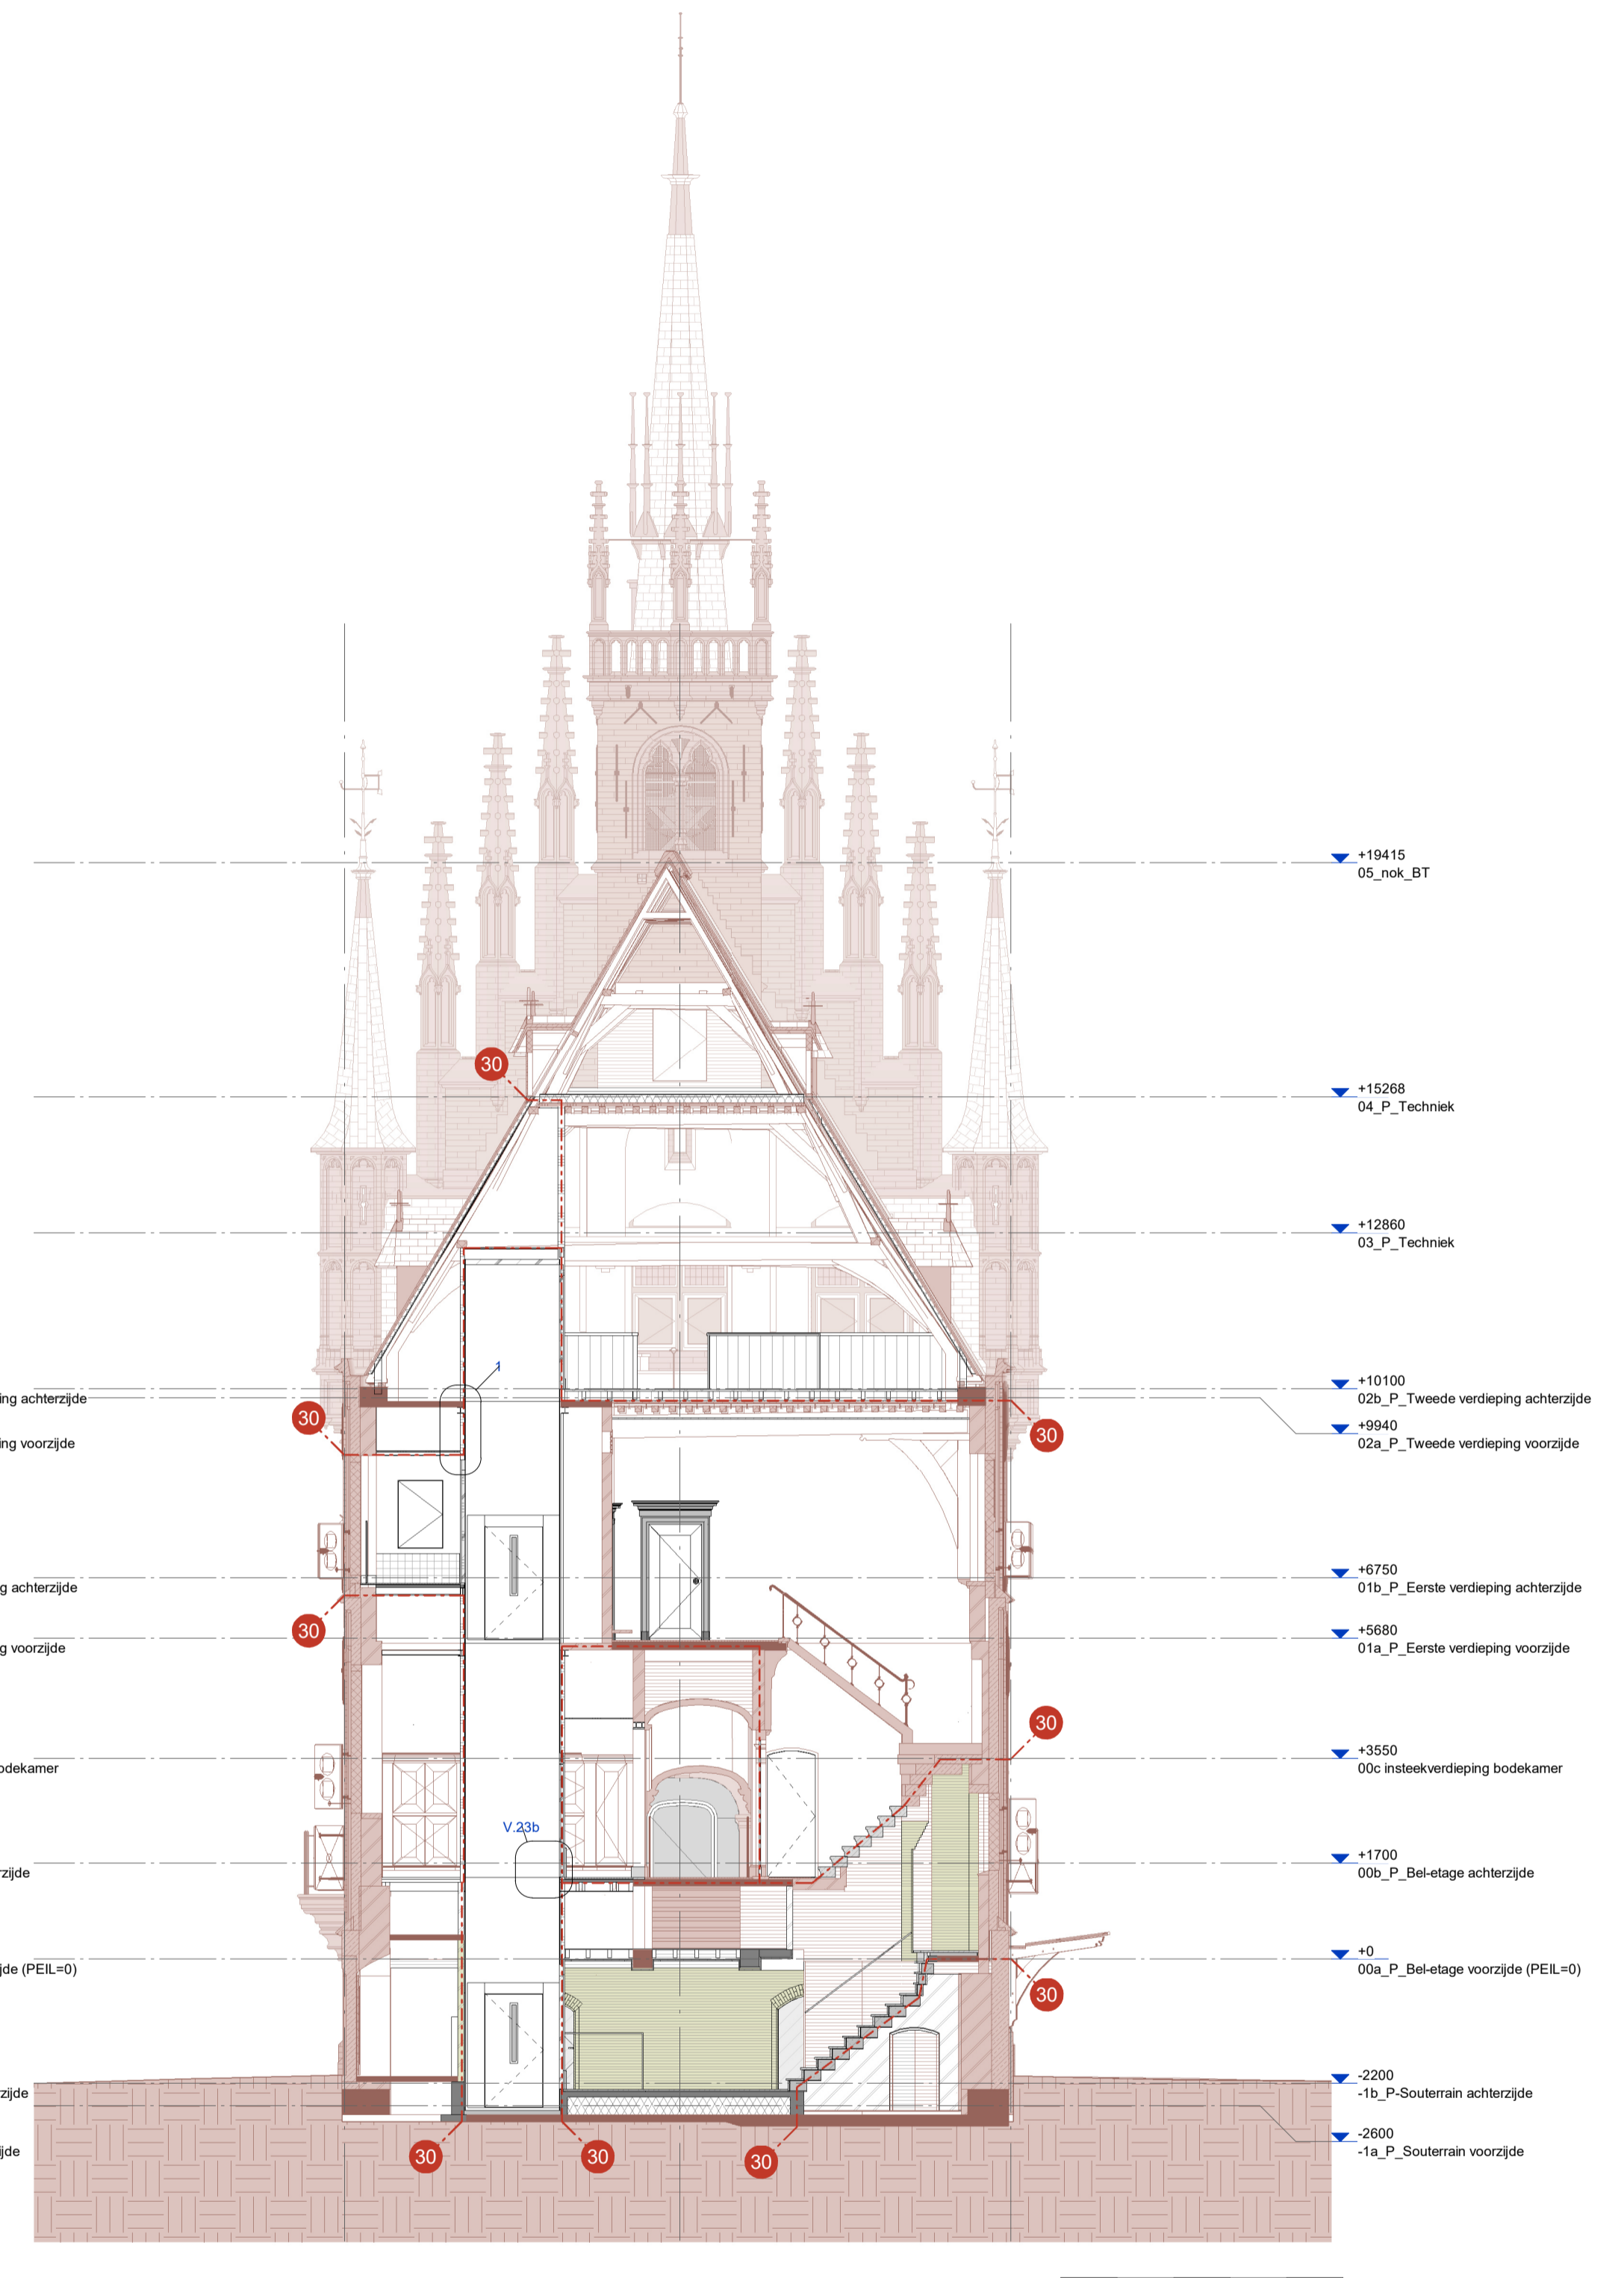 +19415
05_nok_BT
30
+15268
04_P_Techniek
+12860
03_P_Techniek
1
+10100
ing achterzijde
02b_P_Tweede verdieping achterzijde
30
30
+9940
ing voorzijde
02a_P_Tweede verdieping voorzijde
+6750
g achterzijde
01b_P_Eerste verdieping achterzijde
30
+5680
g voorzijde
01a_P_Eerste verdieping voorzijde
30
+3550
odekamer
00c insteekverdieping bodekamer
V.23b
+1700
rzijde
00b_P_Bel-etage achterzijde
+0
jde (PEIL=0)
00a_P_Bel-etage voorzijde (PEIL=0)
30
-2200
rzijde
-1b_P-Souterrain achterzijde
-2600
ijde
-1a_P_Souterrain voorzijde
30
30
30